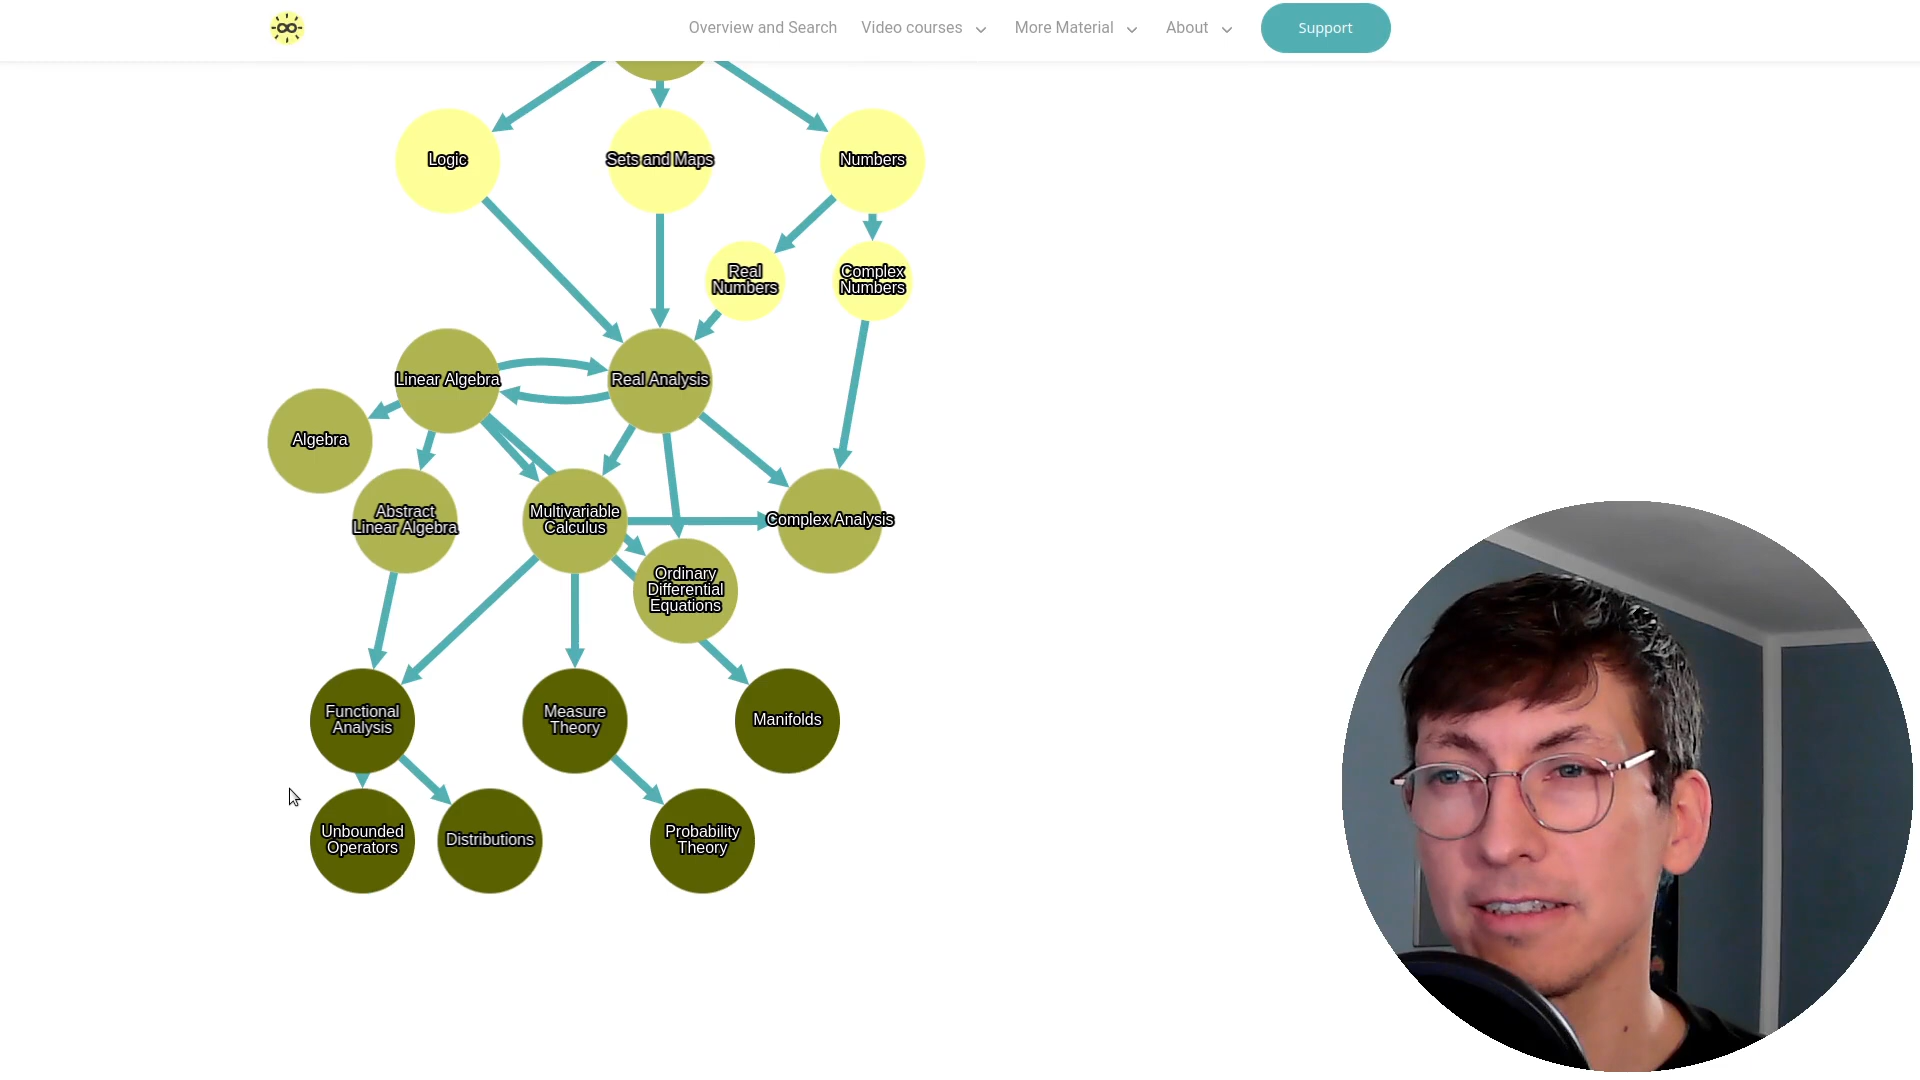 Overview and Search Video courses More Material About Support
Logic
Sets and Maps
Numbers
Real
Numbers
Complex
Numbers
Linear Algebra
Real Analysis
Algebra
Abstract
Linear Algebra
Multivariable
Calculus
Complex Analysis
Ordinary
Differential
Equations
Functional
Analysis
Measure
Theory
Manifolds
Unbounded
Operators
Distributions
Probability
Theory